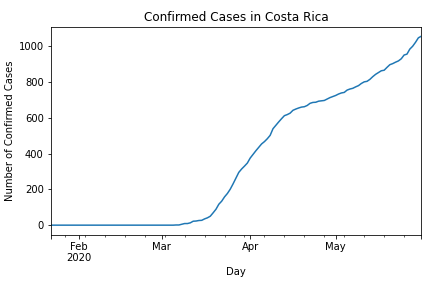 Confirmed Cases in Costa Rica
Number of Confirmed Cases
1000
800
600
400
200
0
Feb
2020
Mar
Apr
May
Day